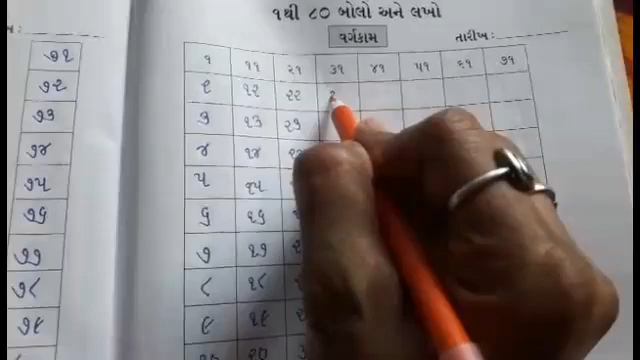 ૧થી ૮૦ બોલો અને લખો
વર્ગકામ
તારીખ:
૭૧
૭૨
૭૩
૭૪
૭૫
૭૬
૭૭
૭૮
૭૯
૧ ૧૧ ૨૧ ૩૧ ૪૧ ૫૧ ૬૧ ૭૧
૨ ૧૨ ૨૨
૩ ૧૩ ૨૩
૪ ૧૪
૫ ૧૫
૬ ૧૬
૭ ૧૭
૮ ૧૮
૯ ૧૯
૧૦ ૨૦